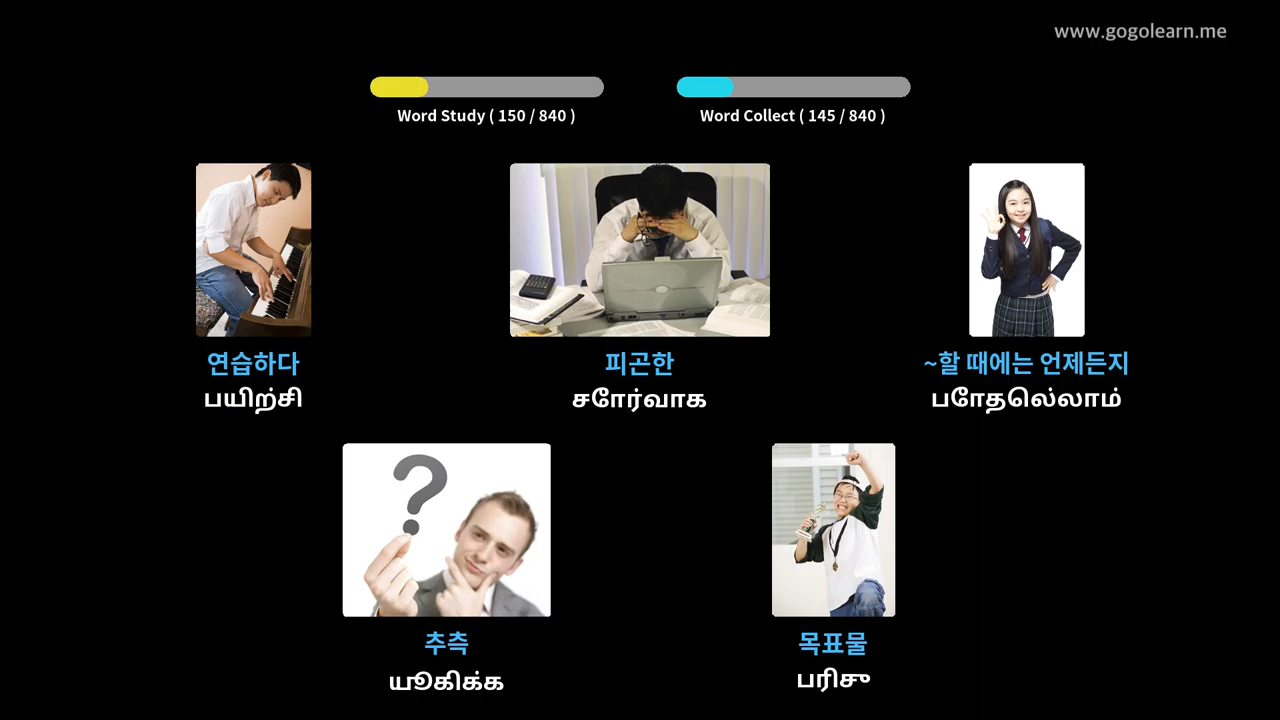 www.gogolearn.me
Word Study ( 150 / 840 )
Word Collect ( 145 / 840 )
연습하다
피곤한
~할 때에는 언제든지
பயிற்சி
சோர்வாக
போதெல்லாம்
추측
목표물
யூகிக்க
பரிசு